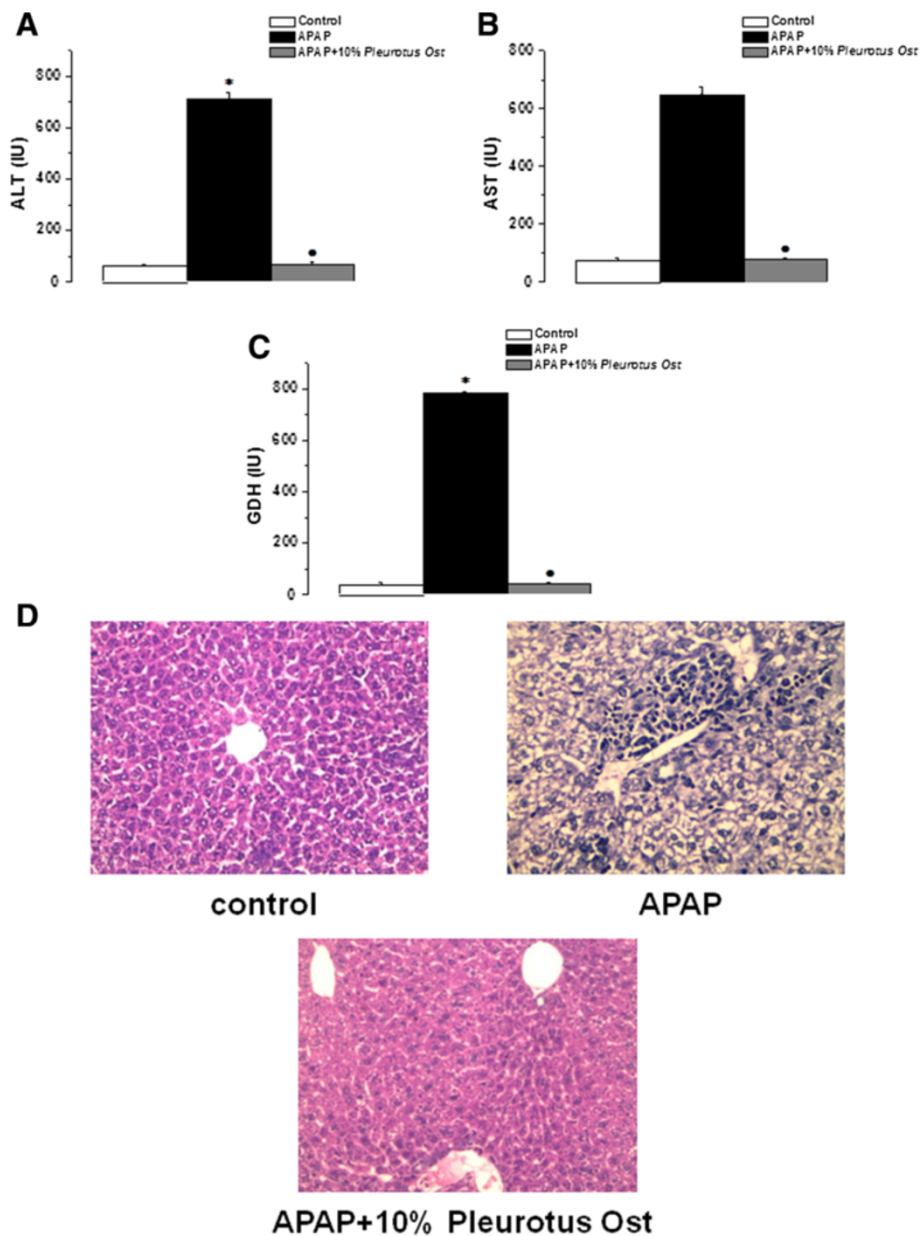 A
Control
APAP
APAP+10% Pleurotus Ost
ALT (IU)
800
600
400
200
0
*
•
B
Control
APAP
APAP+10% Pleurotus Ost
AST (IU)
800
600
400
200
0
•
C
Control
APAP
APAP+10% Pleurotus Ost
GDH (IU)
800
600
400
200
0
*
•
D
control
APAP
APAP+10% Pleurotus Ost